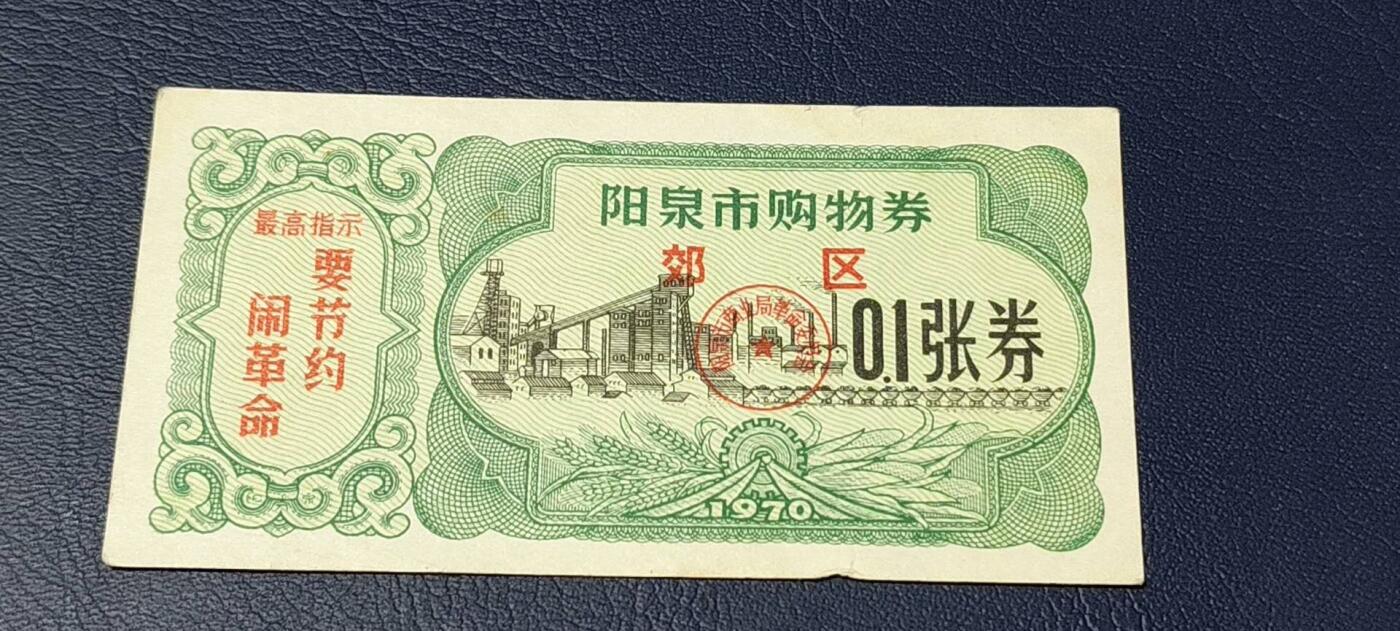 最高指示
要节约
闹革命
阳泉市购物券
郊区
0.1张券
1970